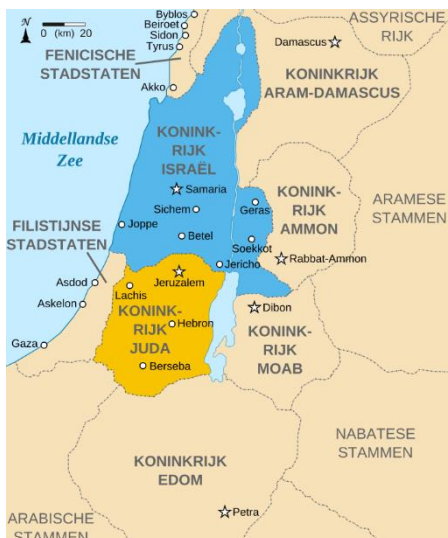 Byblos
Beiroet
Sidon
Tyrus
N
0 (km) 20
FENICISCHE
STADSTATEN
Akko
Damascus
ASSYRISCHE
RIJK
KONINKRIJK
ARAM-DAMASCUS
Middellandse
Zee
KONINK-
RIJK
ISRAËL
Samaria
Sichem
Joppe
Betel
Geras
Soekkot
Jericho
KONINK-
RIJK
AMMON
Rabbat-Ammon
ARAMESE
STAMMEN
FILISTIJNSE
STADSTATEN
Asdod
Askelon
Gaza
Jeruzalem
Lachis
KONINK-
RIJK
JUDA
Hebron
Berseba
Dibon
KONINK-
RIJK
MOAB
NABATESE
STAMMEN
KONINKRIJK
EDOM
Petra
ARABISCHE
STAMMEN